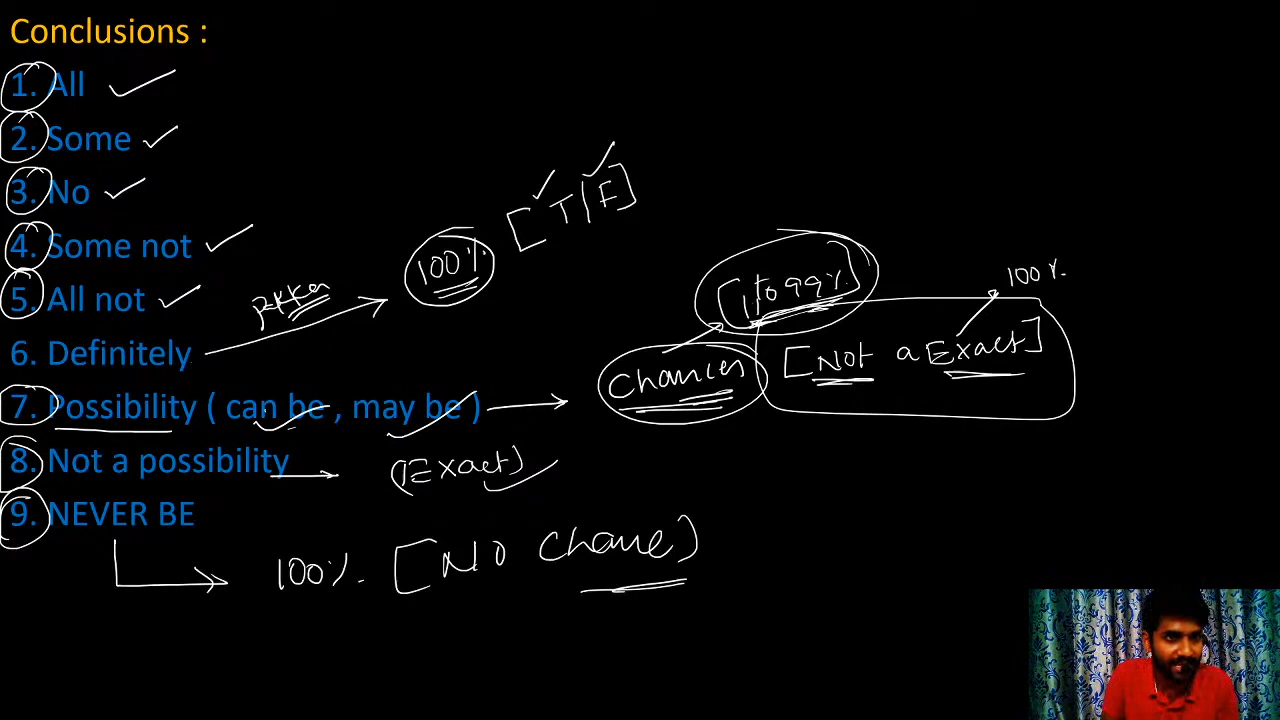 Conclusions :
1. All
2. Some
3. No
4. Some not
5. All not
6. Definitely
100%
[T/F]
7. Possibility ( can be , may be )
Chances
[1 to 99%]
[Not a Exact]
100%
8. Not a possibility
(Exact)
9. NEVER BE
100% [NO chance]